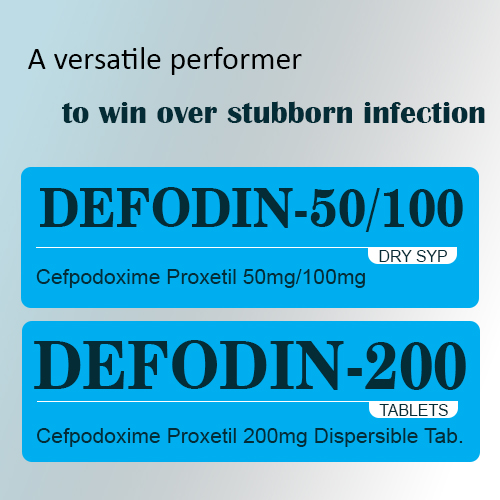 A versatile performer
to win over stubborn infection
DEFODIN-50/100
DRY SYP
Cefpodoxime Proxetil 50mg/100mg
DEFODIN-200
TABLETS
Cefpodoxime Proxetil 200mg Dispersible Tab.